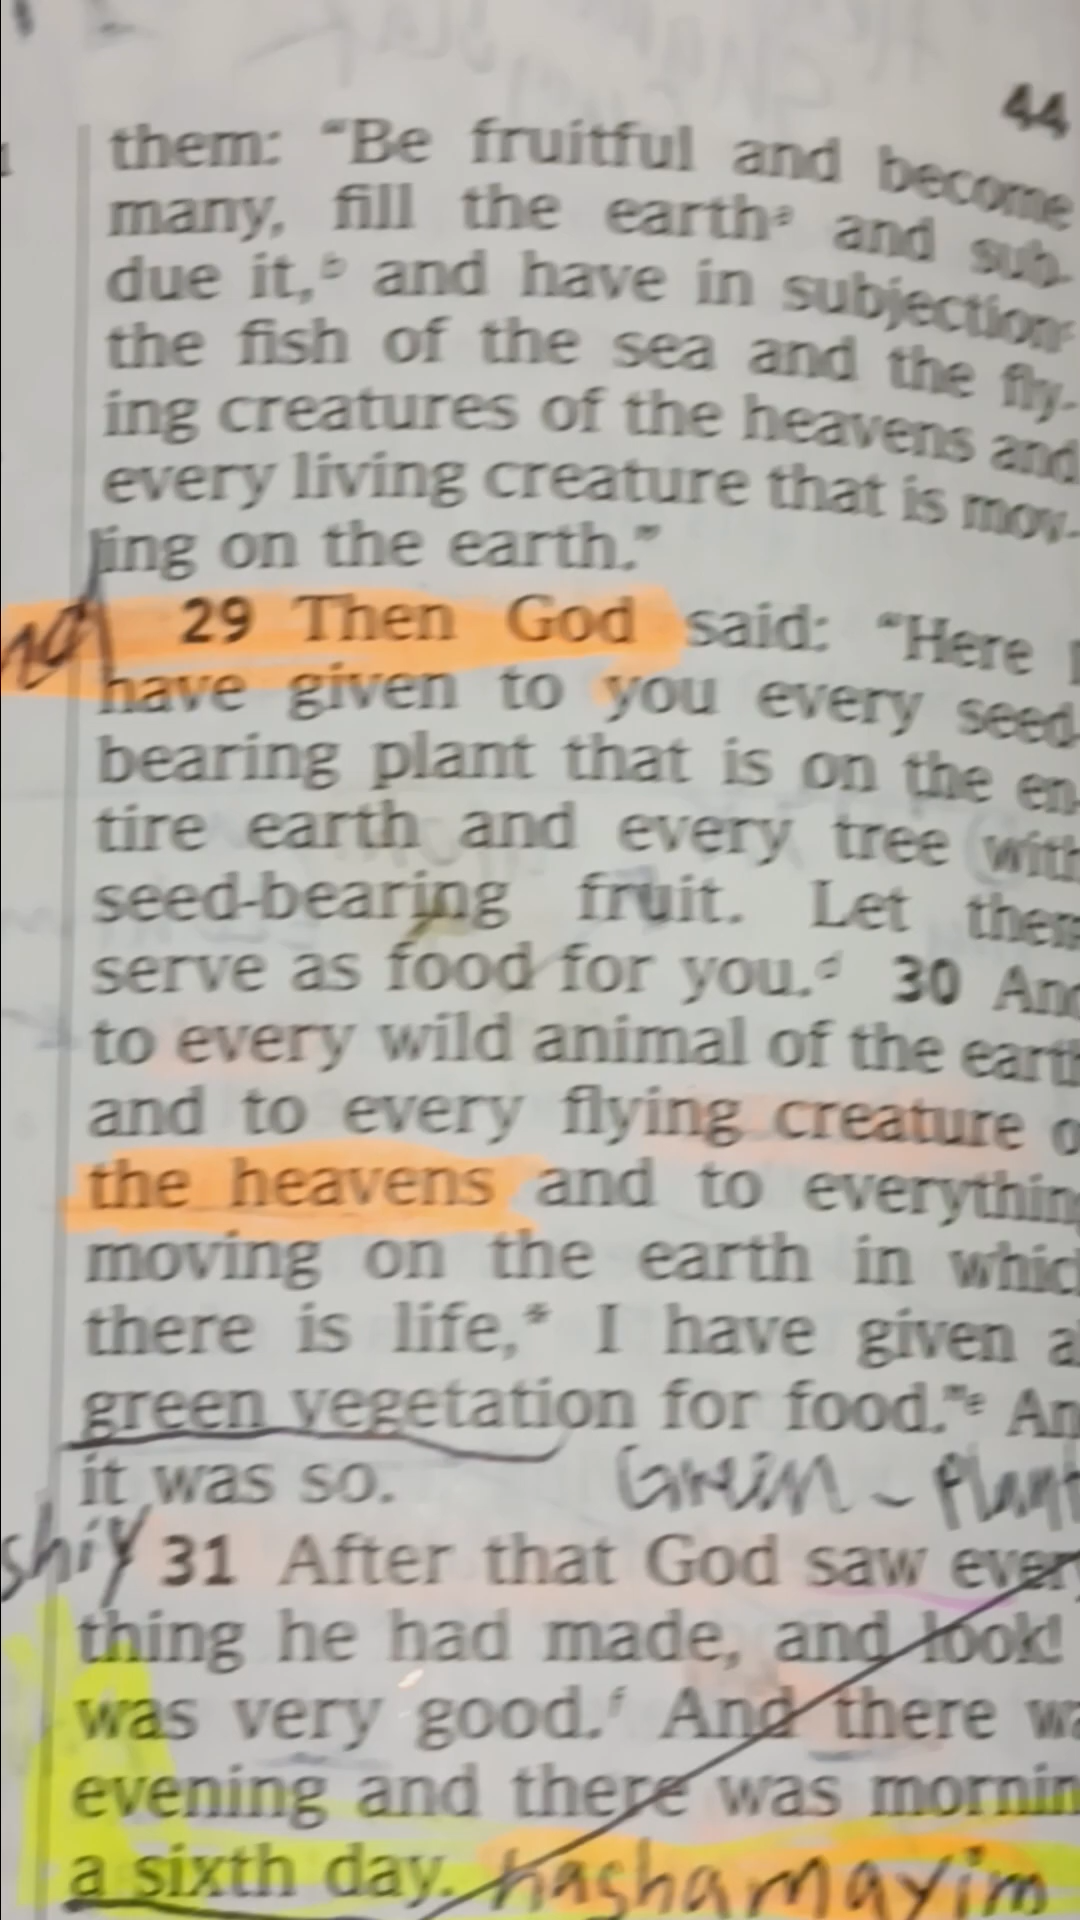 44
them: “Be fruitful and become
many, fill the earthᵃ and sub-
due it,ᵇ and have in subjectionᶜ
the fish of the sea and the fly-
ing creatures of the heavens and
every living creature that is mov-
ing on the earth.”
29 Then God said: “Here I
have given to you every seed-
bearing plant that is on the en-
tire earth and every tree with
seed-bearing fruit. Let them
serve as food for you.ᵈ 30 And
to every wild animal of the earth
and to every flying creature o
the heavens and to everything
moving on the earth in which
there is life,* I have given a
green vegetation for food.”ᵉ An
it was so.
Green - Plant
shiy
31 After that God saw every
thing he had made, and look!
was very good.ᶠ And there wa
evening and there was mornin
a sixth day.
hashamayim